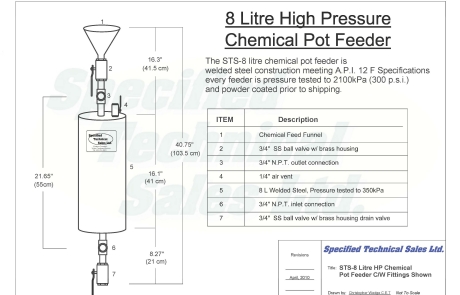 8 Litre High Pressure
Chemical Pot Feeder
The STS-8 litre chemical pot feeder is
welded steel construction meeting A.P.I. 12 F Specifications
every feeder is pressure tested to 2100kPa (300 p.s.i.)
and powder coated prior to shipping.
ITEM Description
1 Chemical Feed Funnel
2 3/4" SS ball valve w/ brass housing
3 3/4" N.P.T. outlet connection
4 1/4" air vent
5 8 L Welded Steel, Pressure tested to 350kPa
6 3/4" N.P.T. inlet connection
7 3/4" SS ball valve w/ brass housing drain valve
1
2
3
4
5
6
7
16.3"
(41.5 cm)
40.75"
(103.5 cm)
21.65"
(55cm)
16.1"
(41 cm)
8.27"
(21 cm)
Specified
Technical
Sales Ltd.
Specified
Technical
Sales Ltd
Revisions
April, 2010
Specified Technical Sales Ltd.
Title: STS-8 Litre HP Chemical
Pot Feeder C/W Fittings Shown
Drawn by: C.E.T Not To Scale